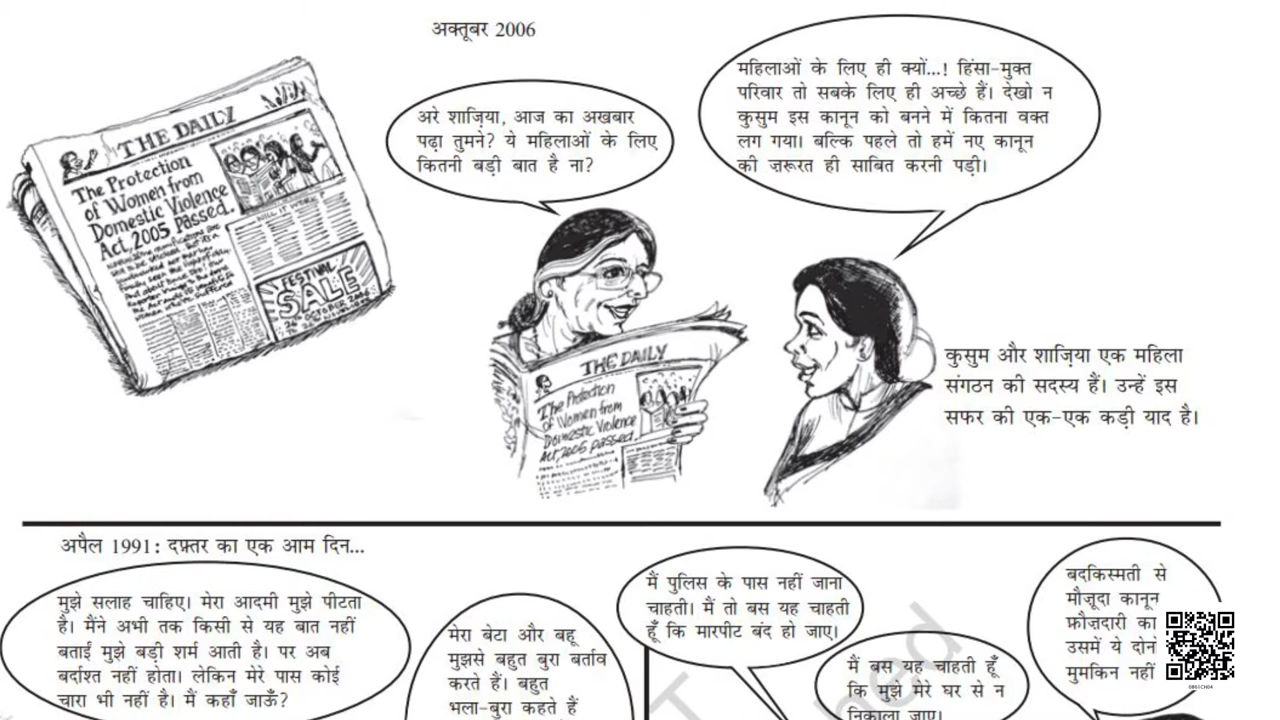 अक्तूबर 2006
THE DAILY
The Protection
of Women from
Domestic Violence
Act, 2005 Passed.
WILL IT WORK?
FESTIVAL
SALE
अरे शाज़िया, आज का अखबार
पढ़ा तुमने? ये महिलाओं के लिए
कितनी बड़ी बात है ना?
महिलाओं के लिए ही क्यों...! हिंसा-मुक्त
परिवार तो सबके लिए ही अच्छे हैं। देखो न
कुसुम इस कानून को बनने में कितना वक्त
लग गया। बल्कि पहले तो हमें नए कानून
की ज़रूरत ही साबित करनी पड़ी।
THE DAILY
The Protection
of Women from
Domestic Violence
Act, 2005 passed.
कुसुम और शाज़िया एक महिला
संगठन की सदस्य हैं। उन्हें इस
सफर की एक-एक कड़ी याद है।
अपैल 1991: दफ़्तर का एक आम दिन...
मुझे सलाह चाहिए। मेरा आदमी मुझे पीटता
है। मैंने अभी तक किसी से यह बात नहीं
बताई मुझे बड़ी शर्म आती है। पर अब
बर्दाश्त नहीं होता। लेकिन मेरे पास कोई
चारा भी नहीं है। मैं कहाँ जाऊँ?
मेरा बेटा और बहू
मुझसे बहुत बुरा बर्ताव
करते हैं। बहुत
भला-बुरा कहते हैं
मैं पुलिस के पास नहीं जाना
चाहती। मैं तो बस यह चाहती
हूँ कि मारपीट बंद हो जाए।
मैं बस यह चाहती हूँ
कि मुझे मेरे घर से न
निकाला जाए।
बदकिस्मती से
मौजूदा कानून
फ़ौजदारी का
उसमें ये दोनों
मुमकिन नहीं
0861CH04